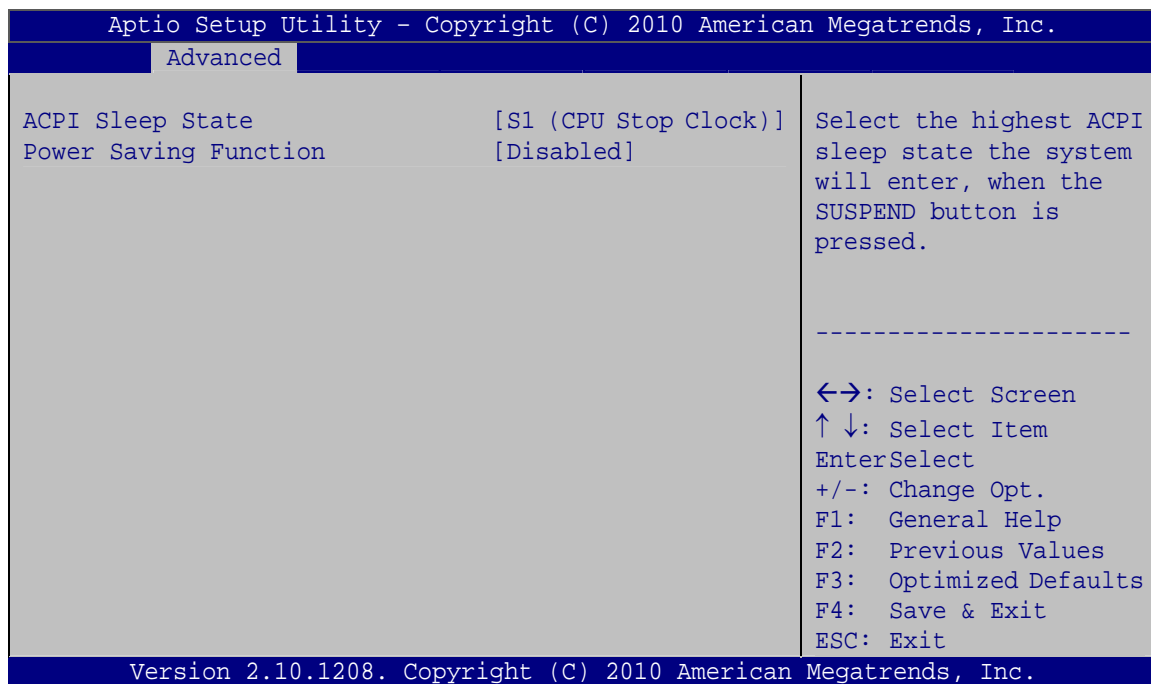 Aptio Setup Utility – Copyright (C) 2010 American Megatrends, Inc.
Advanced
ACPI Sleep State [S1 (CPU Stop Clock)]
Power Saving Function [Disabled]
Select the highest ACPI
sleep state the system
will enter, when the
SUSPEND button is
pressed.
----------------------
←→: Select Screen
↑ ↓: Select Item
EnterSelect
+/-: Change Opt.
F1: General Help
F2: Previous Values
F3: Optimized Defaults
F4: Save & Exit
ESC: Exit
Version 2.10.1208. Copyright (C) 2010 American Megatrends, Inc.